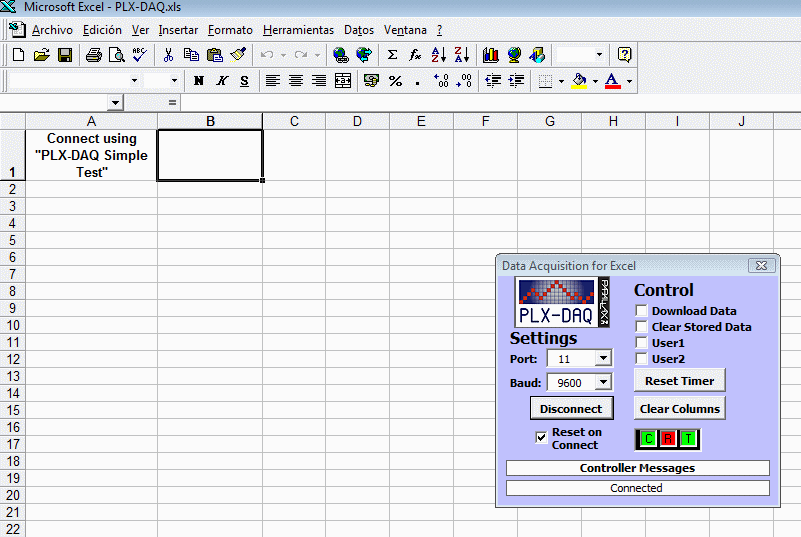 Microsoft Excel - PLX-DAQ.xls
Archivo Edición Ver Insertar Formato Herramientas Datos Ventana ?
N K S
A B C D E F G H I J
1 Connect using
"PLX-DAQ Simple
Test"
2
3
4
5
6
7
8
9
10
11
12
13
14
15
16
17
18
19
20
21
22
Data Acquisition for Excel
PLX-DAQ
PARALLAX
Control
Download Data
Clear Stored Data
User1
User2
Settings
Port: 11
Baud: 9600
Reset Timer
Disconnect
Clear Columns
Reset on
Connect
C R T
Controller Messages
Connected